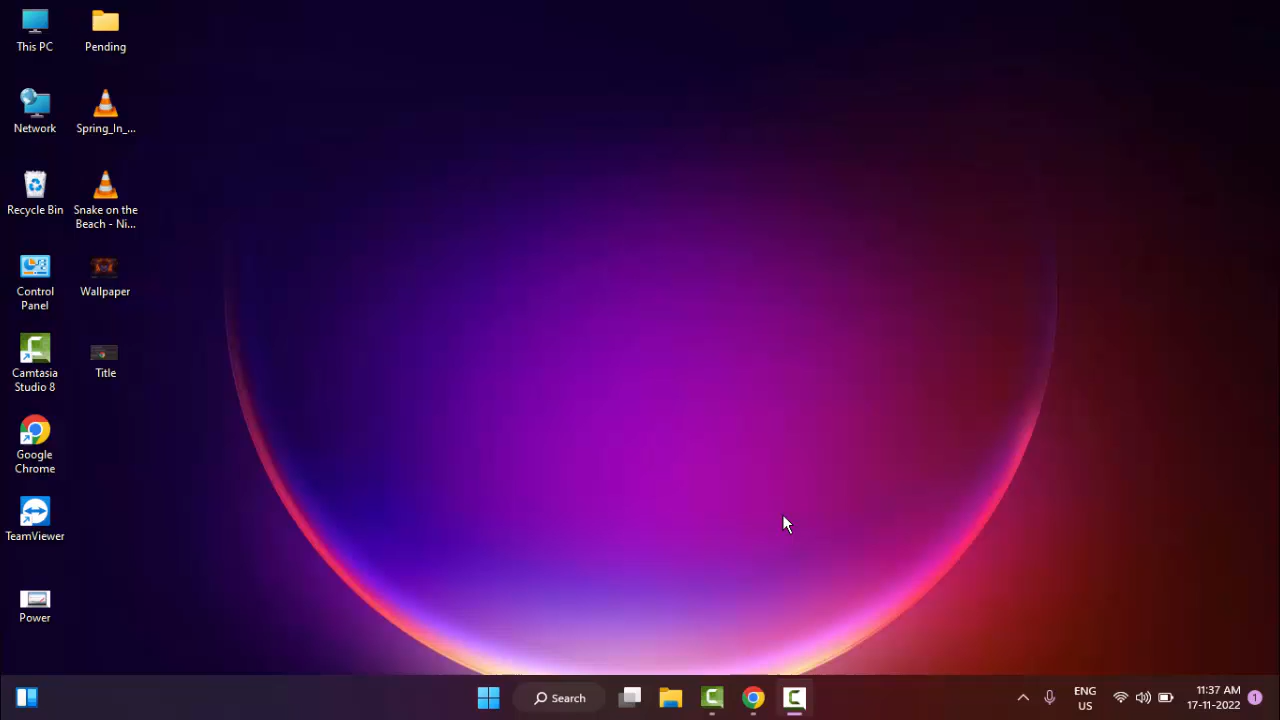 This PC
Pending
Network
Spring_In_...
Recycle Bin
Snake on the
Beach - Ni...
Control
Panel
Wallpaper
Camtasia
Studio 8
Title
Google
Chrome
TeamViewer
Power
Search
ENG
US
11:37 AM
17-11-2022
1